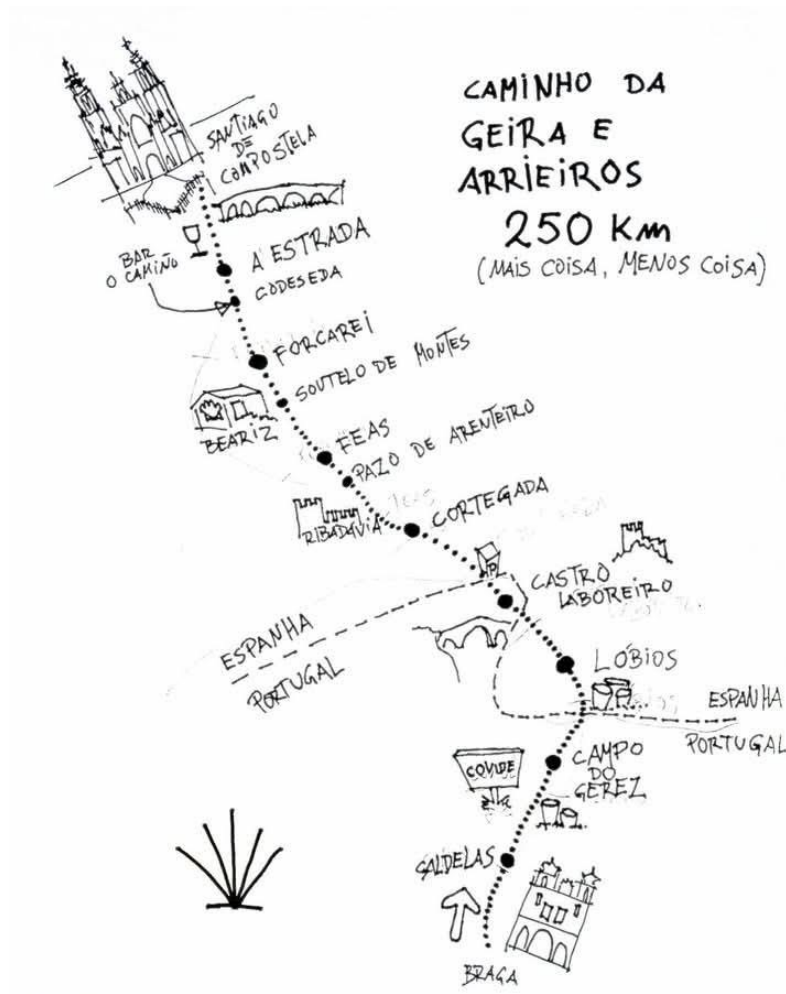 CAMINHO DA
GEIRA E
ARRIEIROS
250 Km
(MAIS COISA, MENOS COISA)
SANTIAGO
DE
COMPOSTELA
A ESTRADA
BAR
O CAMIÑO
CODESEDA
FORCAREI
SOUTELO DE MONTES
BEARIZ
FEAS
PAZO DE ARENTEIRO
RIBADAVIA
CORTEGADA
P
CASTRO
LABOREIRO
ESPANHA
PORTUGAL
LÓBIOS
ESPANHA
PORTUGAL
CAMPO
DO
GEREZ
COVIDE
CALDELAS
BRAGA